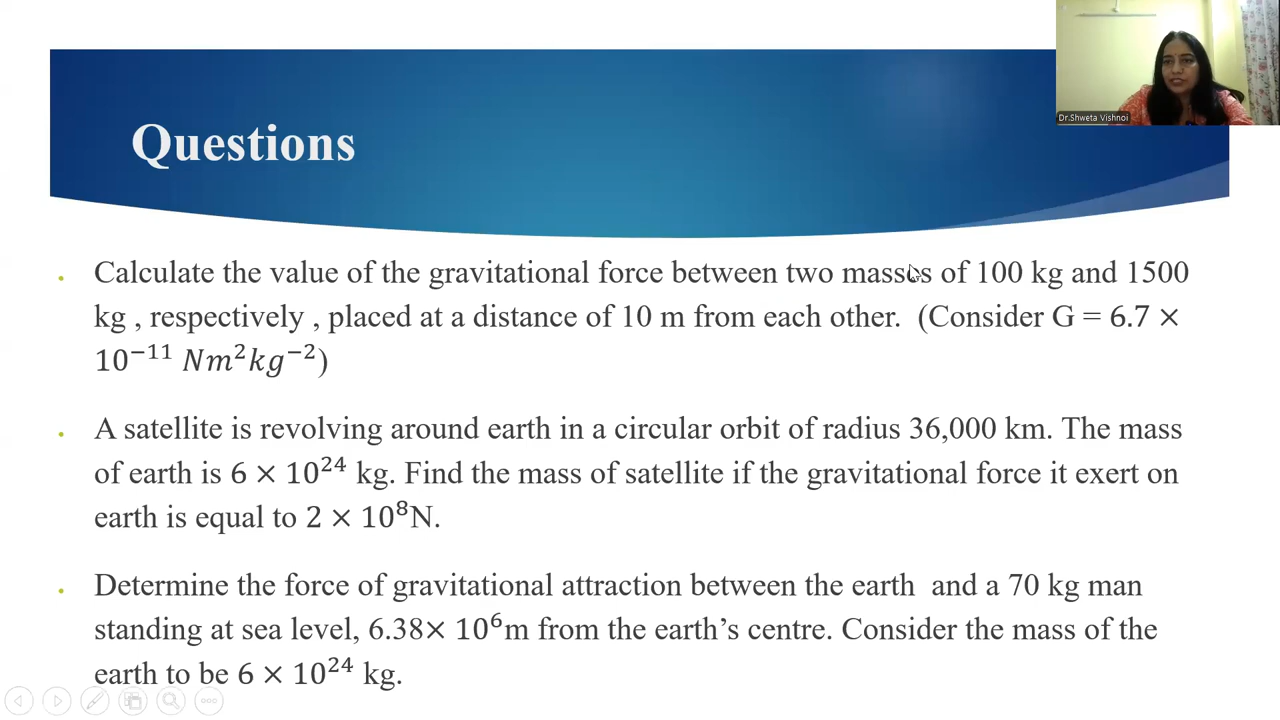 Dr.Shweta Vishnoi
Questions
Calculate the value of the gravitational force between two masses of 100 kg and 1500
kg , respectively , placed at a distance of 10 m from each other. (Consider G = 6.7 ×
10⁻¹¹ Nm²kg⁻²)
A satellite is revolving around earth in a circular orbit of radius 36,000 km. The mass
of earth is 6 × 10²⁴ kg. Find the mass of satellite if the gravitational force it exert on
earth is equal to 2 × 10⁸N.
Determine the force of gravitational attraction between the earth and a 70 kg man
standing at sea level, 6.38× 10⁶m from the earth’s centre. Consider the mass of the
earth to be 6 × 10²⁴ kg.